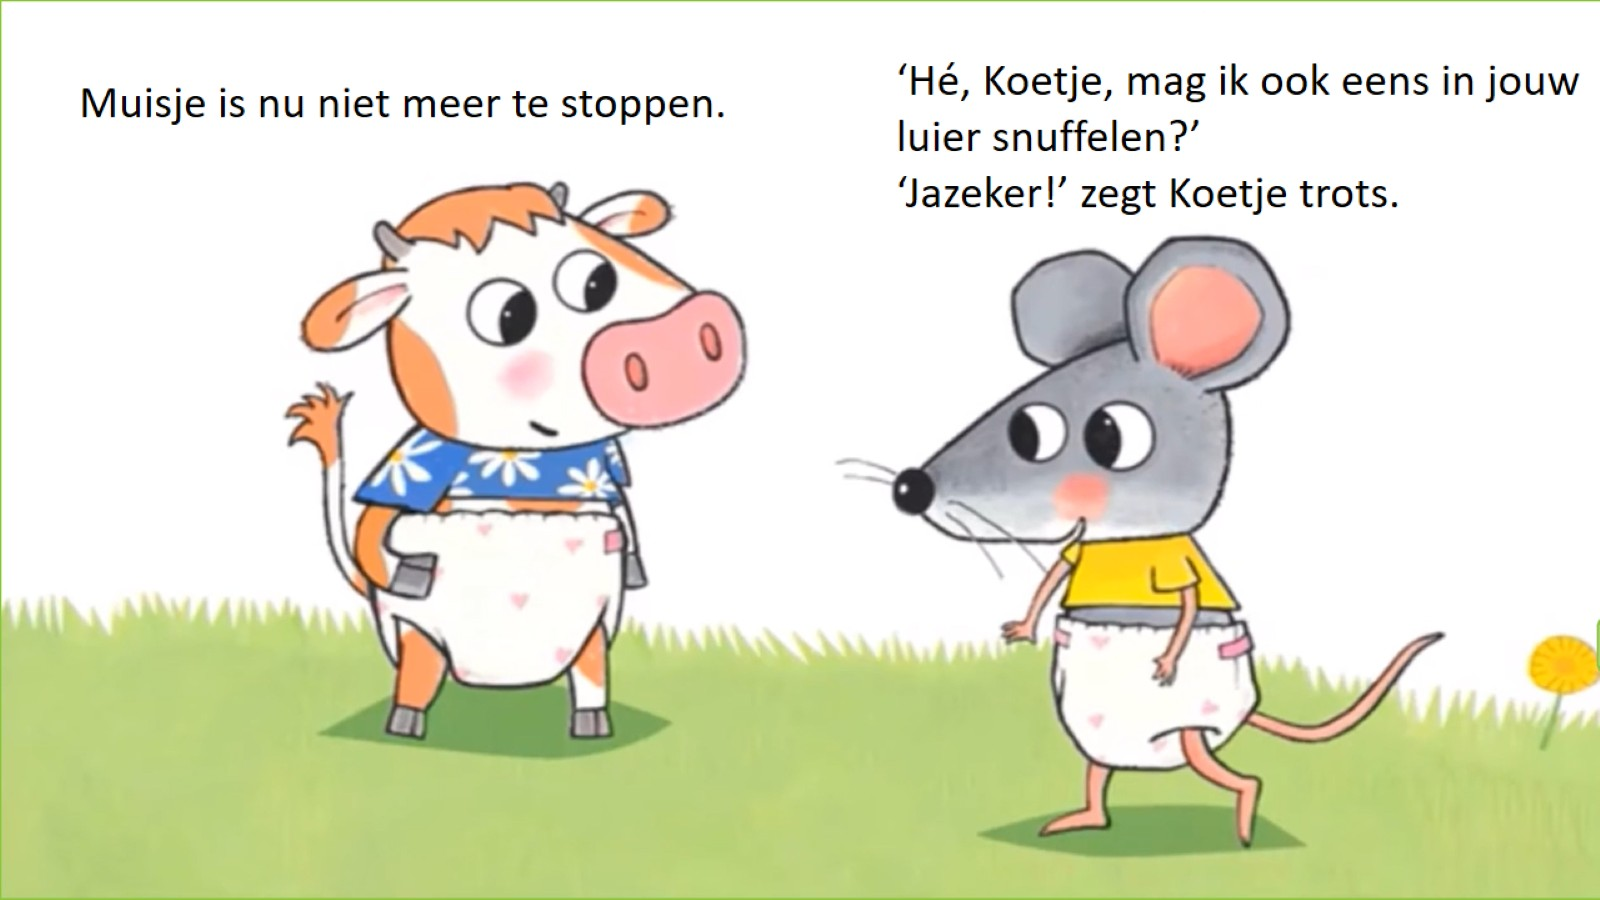 Muisje is nu niet meer te stoppen.
‘Hé, Koetje, mag ik ook eens in jouw
luier snuffelen?’
‘Jazeker!’ zegt Koetje trots.